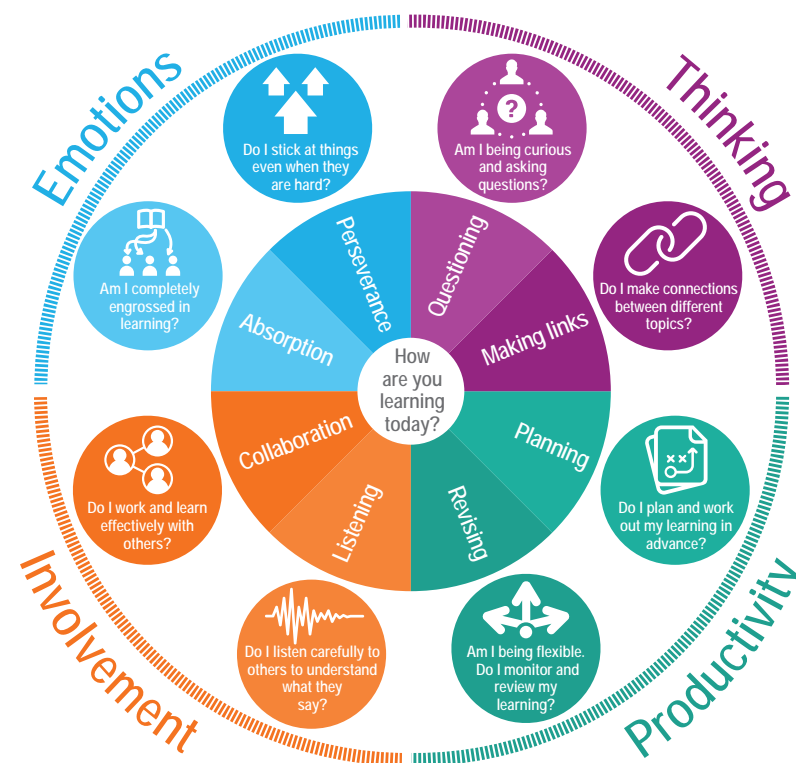 Emotions
Thinking
Do I stick at things
even when they
are hard?
?
Am I being curious
and asking
questions?
Am I completely
engrossed in
learning?
Do I make connections
between different
topics?
Perseverance
Questioning
Absorption
Making links
How
are you
learning
today?
Collaboration
Planning
Listening
Revising
Do I work and learn
effectively with
others?
Do I plan and work
out my learning in
advance?
Do I listen carefully to
others to understand
what they
say?
Am I being flexible.
Do I monitor and
review my
learning?
Involvement
Productivity